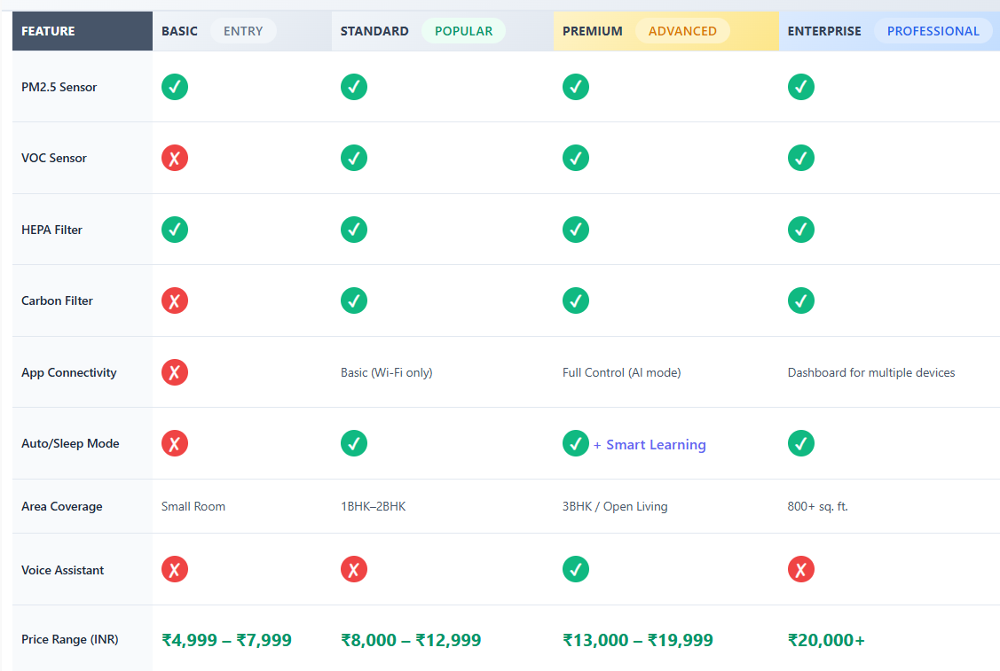 FEATURE BASIC ENTRY STANDARD POPULAR PREMIUM ADVANCED ENTERPRISE PROFESSIONAL
PM2.5 Sensor ✓ ✓ ✓ ✓
VOC Sensor ✗ ✓ ✓ ✓
HEPA Filter ✓ ✓ ✓ ✓
Carbon Filter ✗ ✓ ✓ ✓
App Connectivity ✗ Basic (Wi-Fi only) Full Control (AI mode) Dashboard for multiple devices
Auto/Sleep Mode ✗ ✓ ✓ + Smart Learning ✓
Area Coverage Small Room 1BHK–2BHK 3BHK / Open Living 800+ sq. ft.
Voice Assistant ✗ ✗ ✓ ✗
Price Range (INR) ₹4,999 – ₹7,999 ₹8,000 – ₹12,999 ₹13,000 – ₹19,999 ₹20,000+